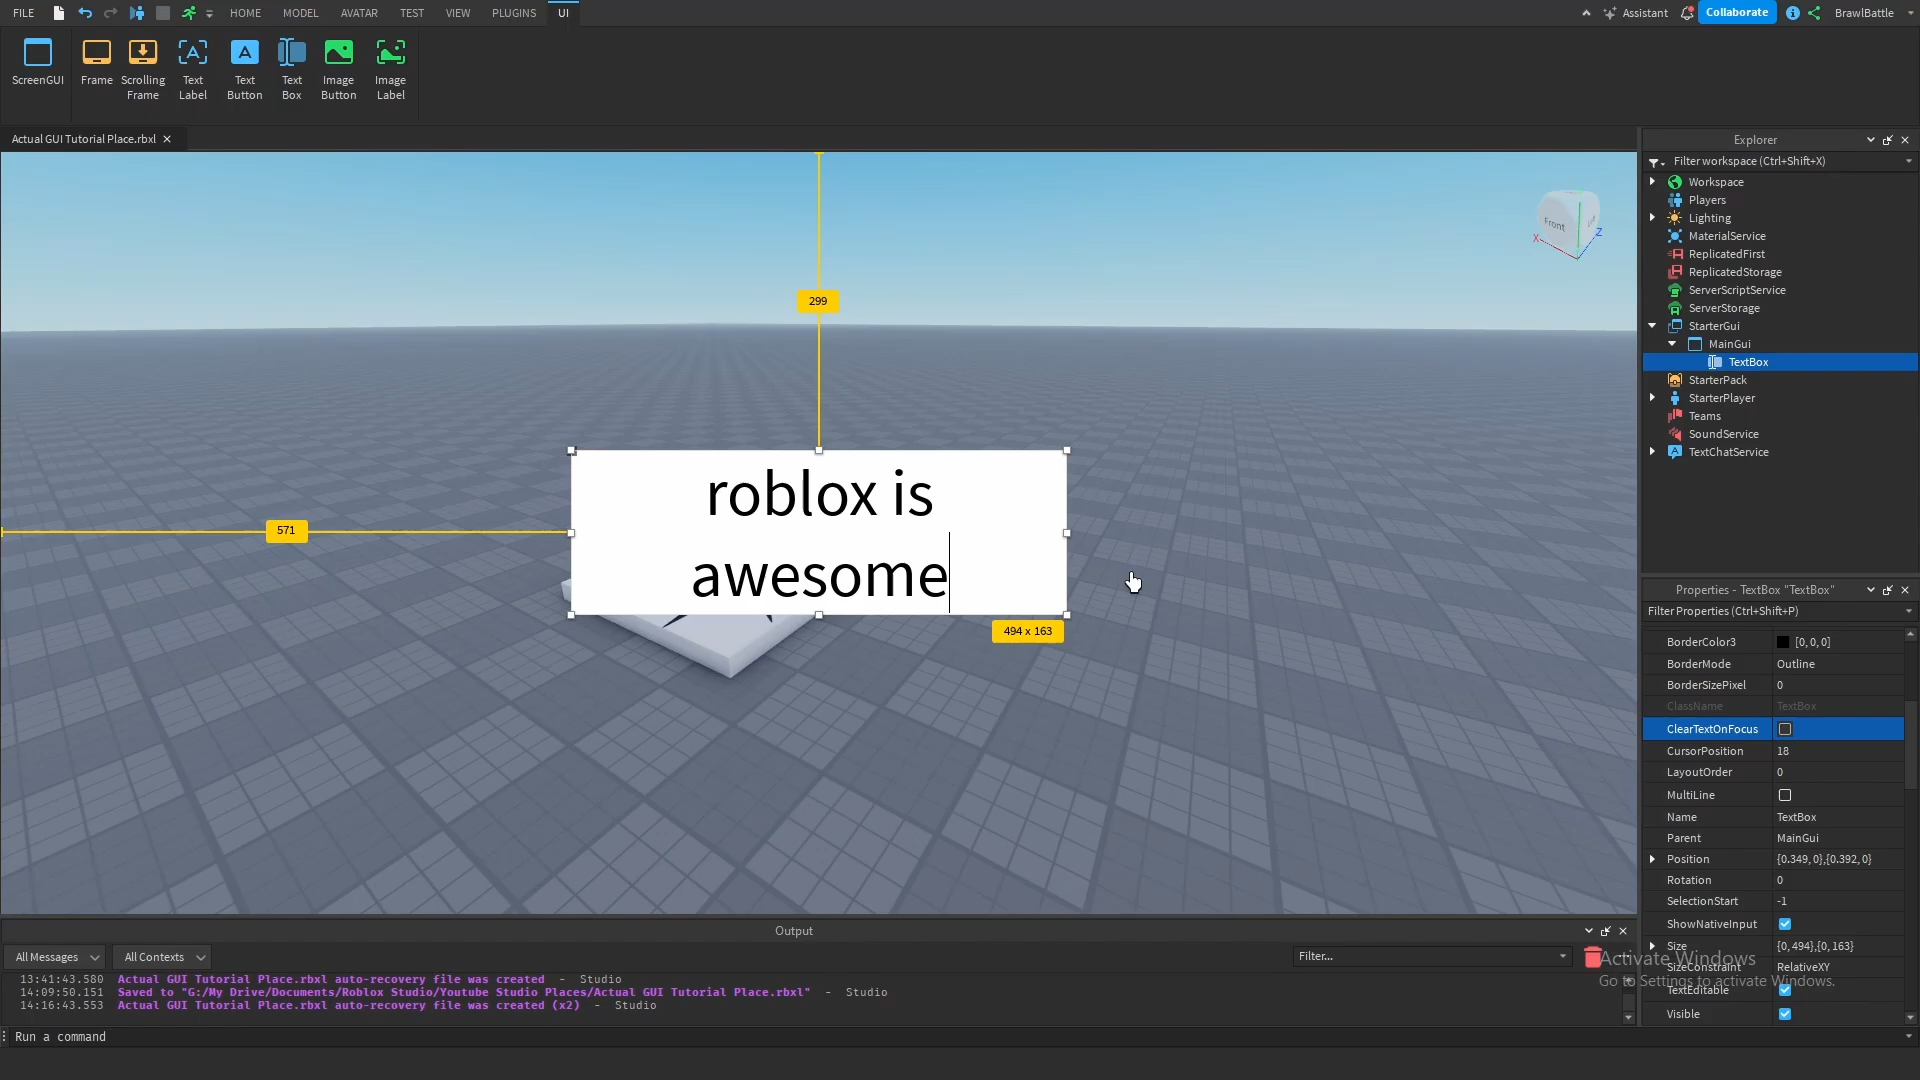 FILE
HOME
MODEL
AVATAR
TEST
VIEW
PLUGINS
UI
Assistant
Collaborate
BrawlBattle
ScreenGUI
Frame
Scrolling
Frame
Text
Label
Text
Button
Text
Box
Image
Button
Image
Label
Actual GUI Tutorial Place.rbxl
Explorer
Filter workspace (Ctrl+Shift+X)
Workspace
Players
Lighting
MaterialService
ReplicatedFirst
ReplicatedStorage
ServerScriptService
ServerStorage
StarterGui
MainGui
TextBox
StarterPack
StarterPlayer
Teams
SoundService
TextChatService
Front
X
Z
299
571
roblox is
awesome
494 x 163
Properties - TextBox "TextBox"
Filter Properties (Ctrl+Shift+P)
BorderColor3 [0, 0, 0]
BorderMode Outline
BorderSizePixel 0
ClassName TextBox
ClearTextOnFocus
CursorPosition 18
LayoutOrder 0
MultiLine
Name TextBox
Parent MainGui
Position {0.349, 0},{0.392, 0}
Rotation 0
SelectionStart -1
ShowNativeInput
Size {0, 494},{0, 163}
SizeConstraint RelativeXY
TextEditable
Visible
Activate Windows
Go to Settings to activate Windows.
Output
All Messages
All Contexts
Filter...
13:41:43.580 Actual GUI Tutorial Place.rbxl auto-recovery file was created - Studio
14:09:50.151 Saved to "G:/My Drive/Documents/Roblox Studio/Youtube Studio Places/Actual GUI Tutorial Place.rbxl" - Studio
14:16:43.553 Actual GUI Tutorial Place.rbxl auto-recovery file was created (x2) - Studio
Run a command